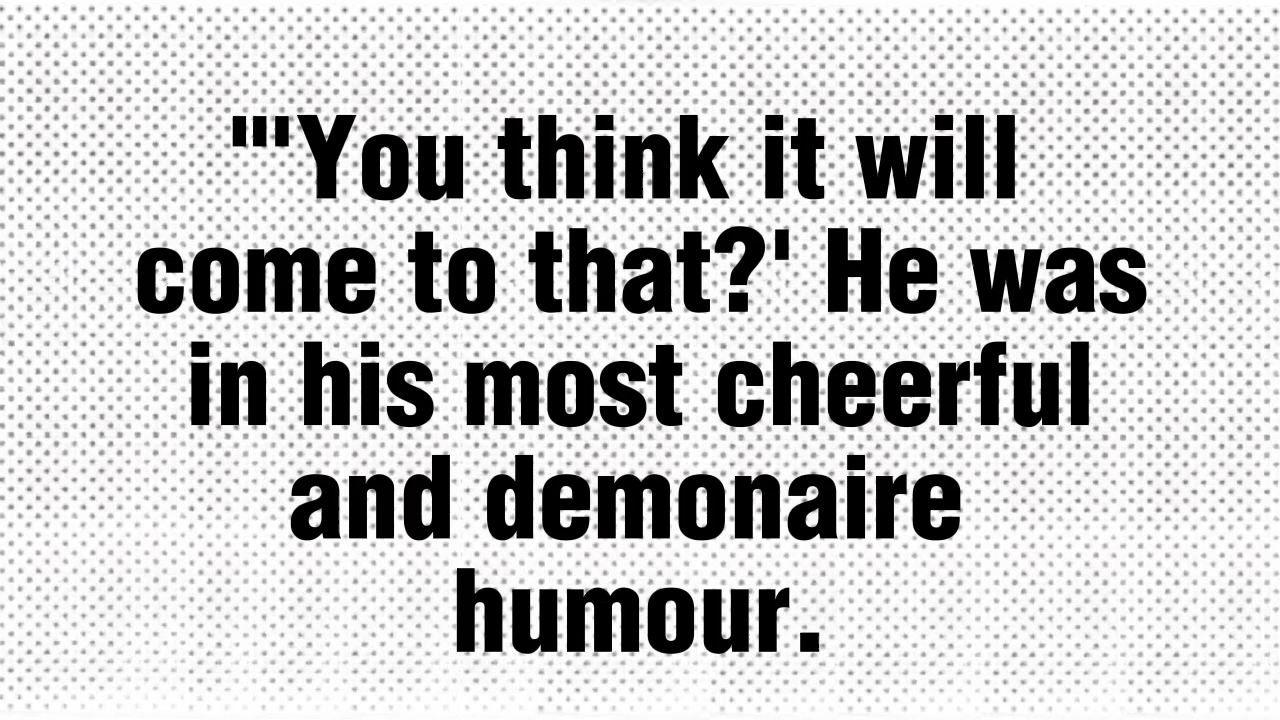 "'You think it will
come to that?' He was
in his most cheerful
and demonaire
humour.